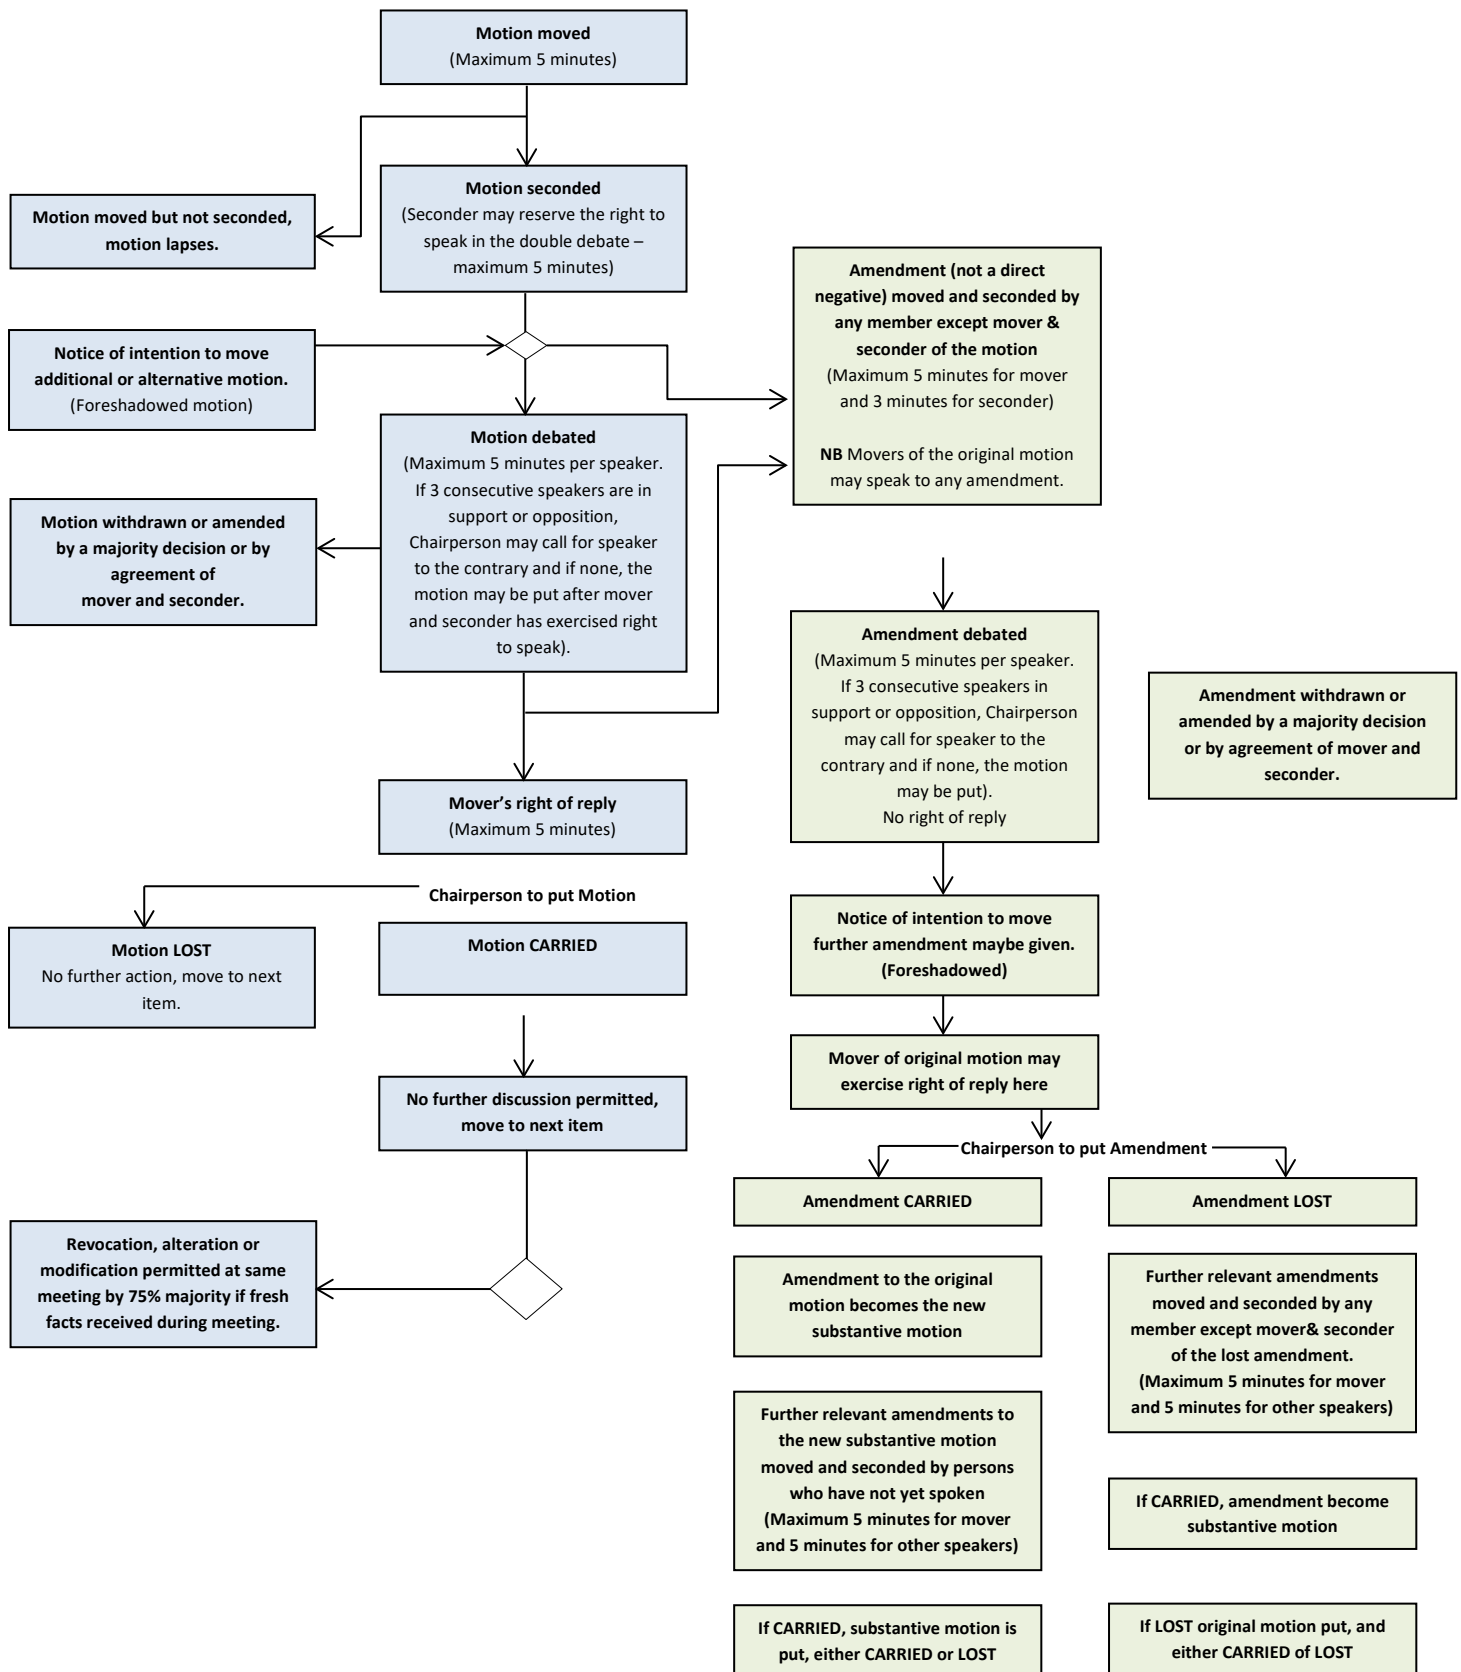 Motion moved
(Maximum 5 minutes)
Motion seconded
(Seconder may reserve the right to
speak in the double debate –
maximum 5 minutes)
Motion moved but not seconded,
motion lapses.
Notice of intention to move
additional or alternative motion.
(Foreshadowed motion)
Motion debated
(Maximum 5 minutes per speaker.
If 3 consecutive speakers are in
support or opposition,
Chairperson may call for speaker
to the contrary and if none, the
motion may be put after mover
and seconder has exercised right
to speak).
Motion withdrawn or amended
by a majority decision or by
agreement of
mover and seconder.
Mover’s right of reply
(Maximum 5 minutes)
Chairperson to put Motion
Motion LOST
No further action, move to next
item.
Motion CARRIED
No further discussion permitted,
move to next item
Revocation, alteration or
modification permitted at same
meeting by 75% majority if fresh
facts received during meeting.
Amendment (not a direct
negative) moved and seconded by
any member except mover &
seconder of the motion
(Maximum 5 minutes for mover
and 3 minutes for seconder)
NB Movers of the original motion
may speak to any amendment.
Amendment debated
(Maximum 5 minutes per speaker.
If 3 consecutive speakers in
support or opposition, Chairperson
may call for speaker to the
contrary and if none, the motion
may be put).
No right of reply
Amendment withdrawn or
amended by a majority decision
or by agreement of mover and
seconder.
Notice of intention to move
further amendment maybe given.
(Foreshadowed)
Mover of original motion may
exercise right of reply here
Chairperson to put Amendment
Amendment CARRIED
Amendment to the original
motion becomes the new
substantive motion
Further relevant amendments to
the new substantive motion
moved and seconded by persons
who have not yet spoken
(Maximum 5 minutes for mover
and 5 minutes for other speakers)
If CARRIED, substantive motion is
put, either CARRIED or LOST
Amendment LOST
Further relevant amendments
moved and seconded by any
member except mover& seconder
of the lost amendment.
(Maximum 5 minutes for mover
and 5 minutes for other speakers)
If CARRIED, amendment become
substantive motion
If LOST original motion put, and
either CARRIED of LOST